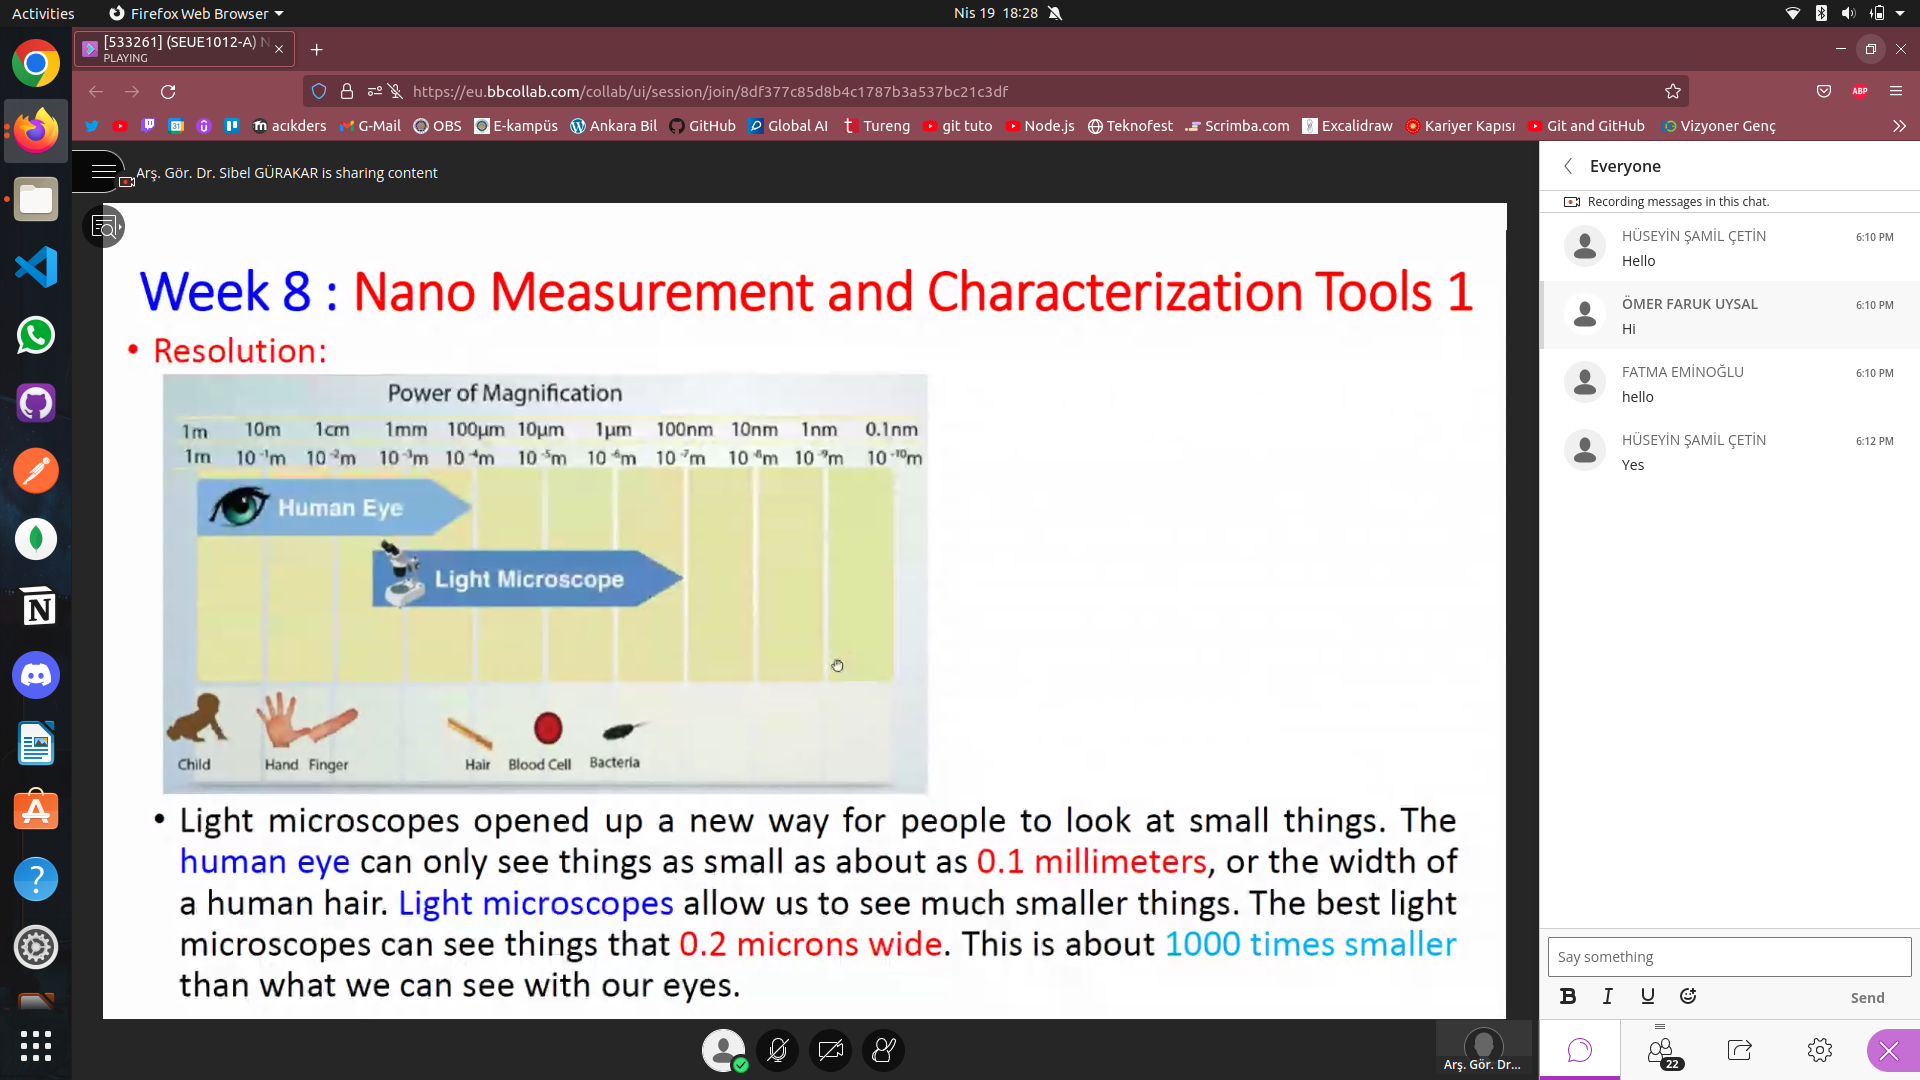 Activities
Firefox Web Browser
Nis 19 18:28
[533261] (SEUE1012-A) N
PLAYING
https://eu.bbcollab.com/collab/ui/session/join/8df377c85d8b4c1787b3a537bc21c3df
ABP
acıkders
G-Mail
OBS
E-kampüs
Ankara Bil
GitHub
Global AI
Tureng
git tuto
Node.js
Teknofest
Scrimba.com
Excalidraw
Kariyer Kapısı
Git and GitHub
Vizyoner Genç
Arş. Gör. Dr. Sibel GÜRAKAR is sharing content
Week 8 : Nano Measurement and Characterization Tools 1
• Resolution:
Power of Magnification
1m 10m 1cm 1mm 100µm 10µm 1µm 100nm 10nm 1nm 0.1nm
1m 10⁻¹m 10⁻²m 10⁻³m 10⁻⁴m 10⁻⁵m 10⁻⁶m 10⁻⁷m 10⁻⁸m 10⁻⁹m 10⁻¹⁰m
Human Eye
Light Microscope
Child Hand Finger Hair Blood Cell Bacteria
• Light microscopes opened up a new way for people to look at small things. The
human eye can only see things as small as about as 0.1 millimeters, or the width of
a human hair. Light microscopes allow us to see much smaller things. The best light
microscopes can see things that 0.2 microns wide. This is about 1000 times smaller
than what we can see with our eyes.
Arş. Gör. Dr...
Everyone
Recording messages in this chat.
HÜSEYİN ŞAMİL ÇETİN 6:10 PM
Hello
ÖMER FARUK UYSAL 6:10 PM
Hi
FATMA EMİNOĞLU 6:10 PM
hello
HÜSEYİN ŞAMİL ÇETİN 6:12 PM
Yes
Say something
B I U
Send
22